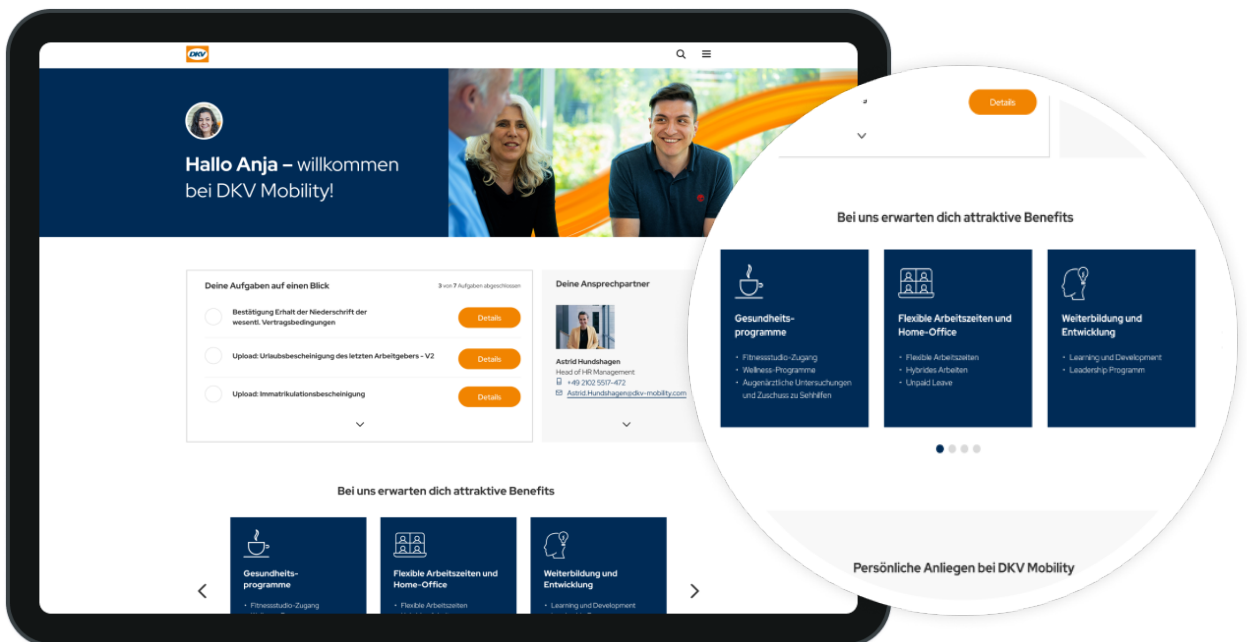 DKV
Hallo Anja – willkommen
bei DKV Mobility!
Deine Aufgaben auf einen Blick
3 von 7 Aufgaben abgeschlossen
Bestätigung Erhalt der Niederschrift der
wesentl. Vertragsbedingungen
Details
Upload: Urlaubsbescheinigung des letzten Arbeitgebers - V2
Details
Upload: Immatrikulationsbescheinigung
Details
Deine Ansprechpartner
Astrid Hundshagen
Head of HR Management
+49 2102 5517-472
Astrid.Hundshagen@dkv-mobility.com
Bei uns erwarten dich attraktive Benefits
Gesundheits-
programme
• Fitnessstudio-Zugang
Flexible Arbeitszeiten und
Home-Office
• Flexible Arbeitszeiten
Weiterbildung und
Entwicklung
• Learning und Development
Details
Bei uns erwarten dich attraktive Benefits
Gesundheits-
programme
• Fitnessstudio-Zugang
• Wellness-Programme
• Augenärztliche Untersuchungen
und Zuschuss zu Sehhilfen
Flexible Arbeitszeiten und
Home-Office
• Flexible Arbeitszeiten
• Hybrides Arbeiten
• Unpaid Leave
Weiterbildung und
Entwicklung
• Learning und Development
• Leadership Programm
Persönliche Anliegen bei DKV Mobility